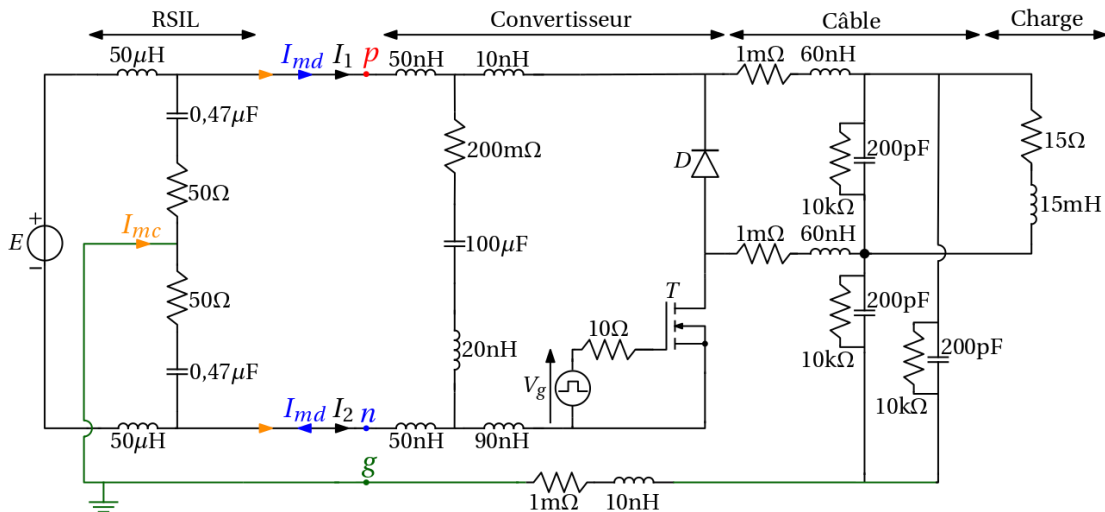 RSIL Convertisseur Câble Charge
50µH I_md I₁ p 50nH 10nH 1mΩ 60nH
0,47µF
200mΩ D 200pF 15Ω
50Ω
10kΩ 15mH
E + − I_mc 100µF 1mΩ 60nH
50Ω T 200pF
10Ω
20nH 10kΩ 200pF
0,47µF V_g
10kΩ
50µH I_md I₂ n 50nH 90nH
g
1mΩ 10nH